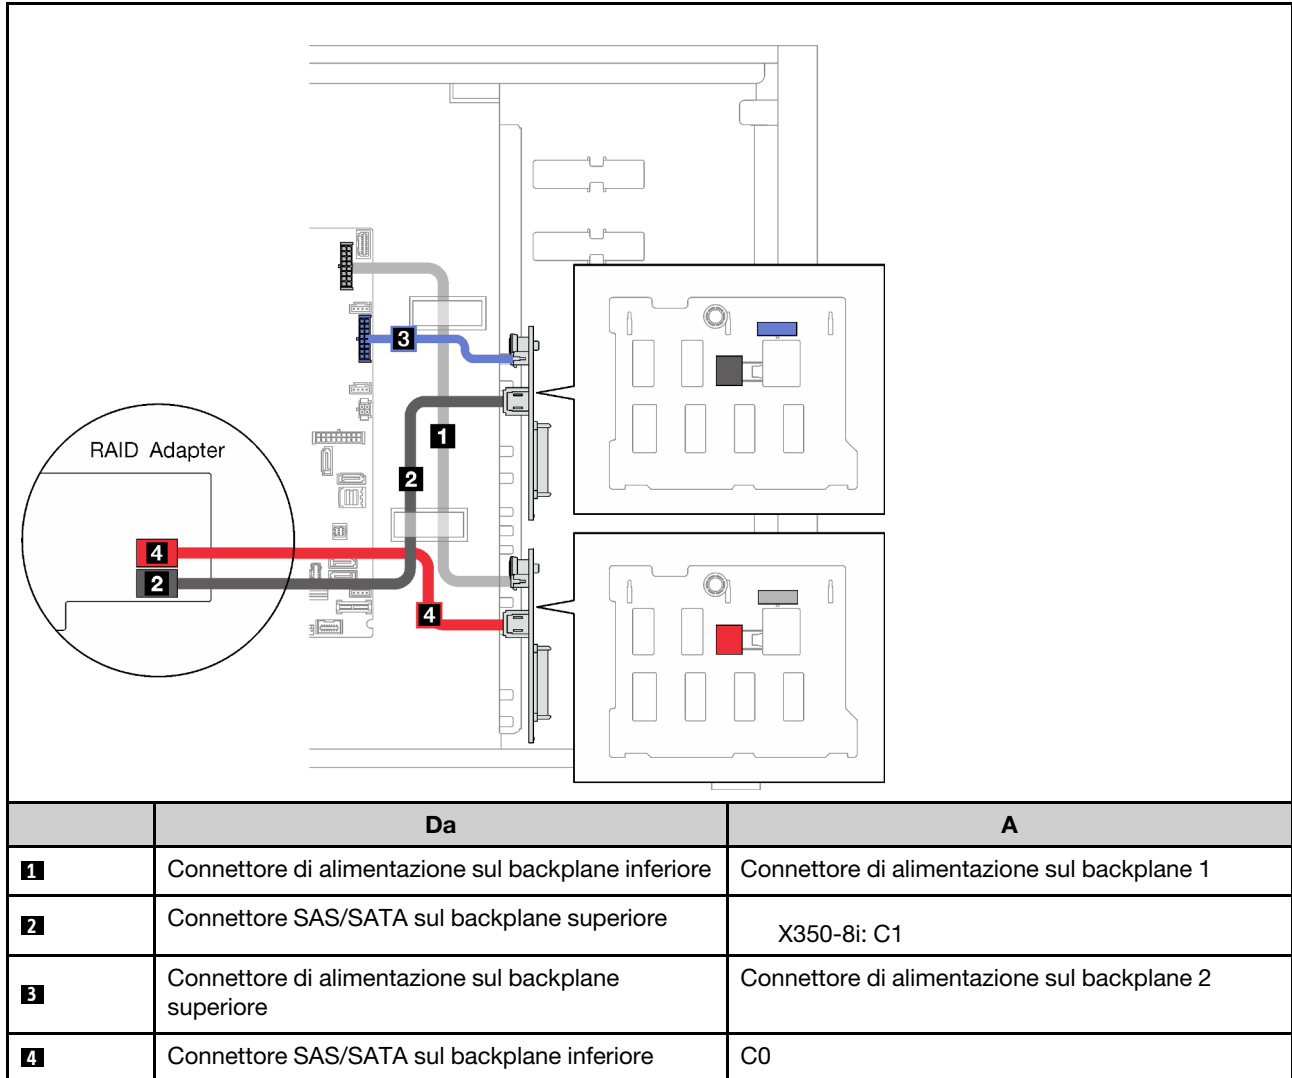 RAID Adapter
3
1
2
4
2
4
Da A
1 Connettore di alimentazione sul backplane inferiore Connettore di alimentazione sul backplane 1
2 Connettore SAS/SATA sul backplane superiore X350-8i: C1
3 Connettore di alimentazione sul backplane
superiore Connettore di alimentazione sul backplane 2
4 Connettore SAS/SATA sul backplane inferiore C0